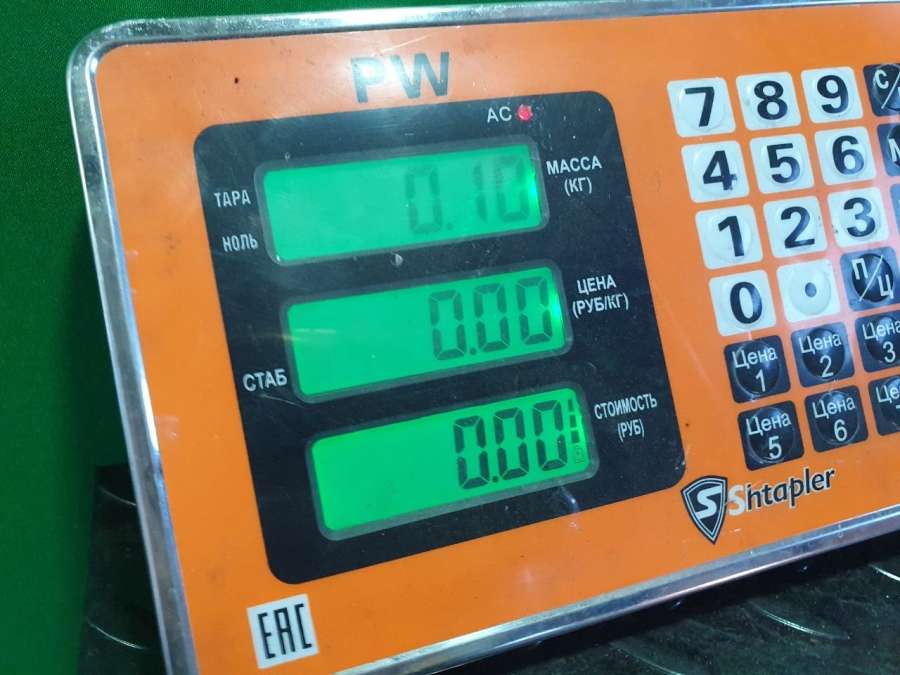 PW
AC
ТАРА
НОЛЬ
0.10
МАССА
(КГ)
СТАБ
0.00
ЦЕНА
(РУБ/КГ)
0.00
СТОИМОСТЬ
(РУБ)
7 8 9
4 5 6
1 2 3
0 . П/Ц
Цена 1
Цена 2
Цена 3
Цена 5
Цена 6
S Shtapler
EAC